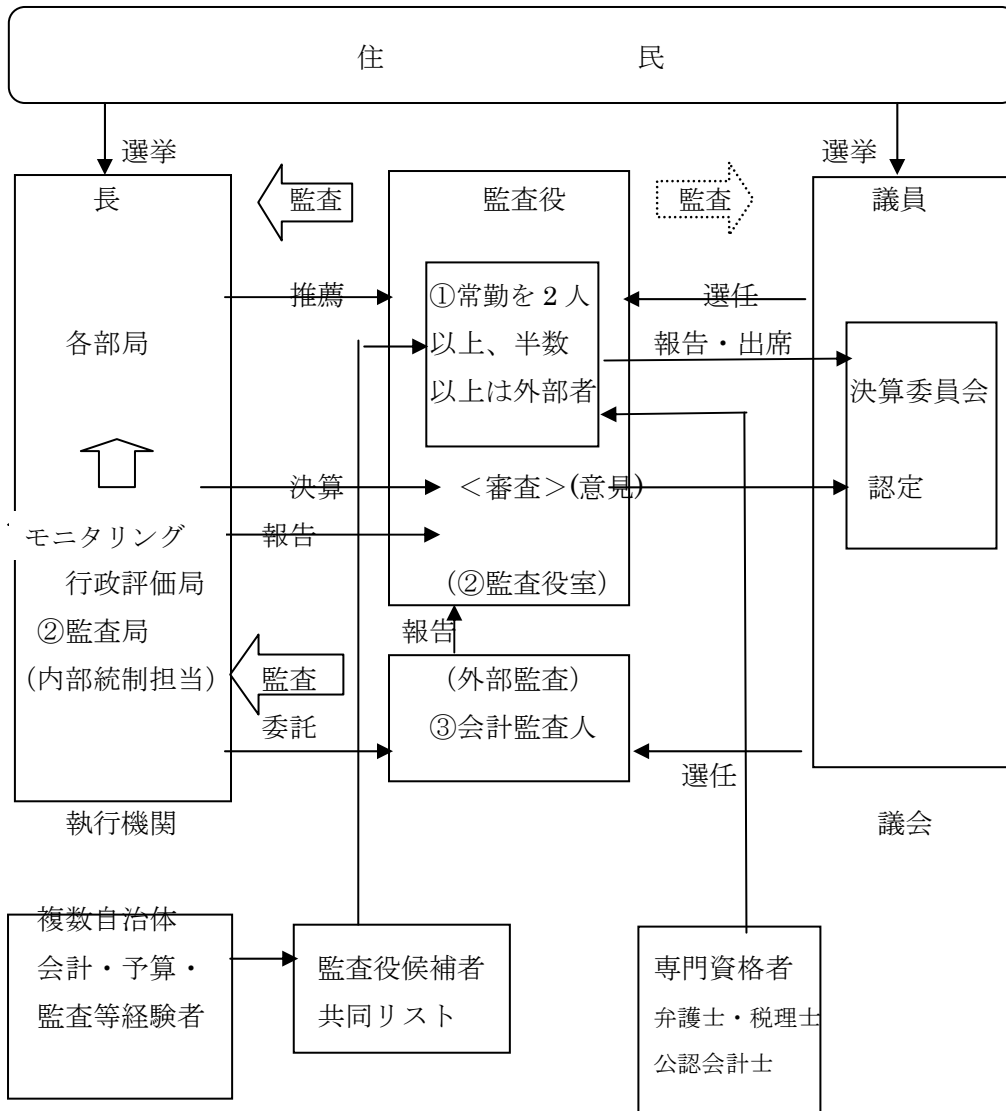 住 民
選挙
選挙
長
監査
監査役
監査
議員
推薦
①常勤を２人
以上、半数
以上は外部者
選任
各部局
報告・出席
決算委員会
決算
＜審査＞(意見)
認定
モニタリング
報告
行政評価局
(②監査役室)
②監査局
報告
(内部統制担当)
監査
(外部監査)
委託
③会計監査人
選任
執行機関
議会
複数自治体
会計・予算・
監査等経験者
監査役候補者
共同リスト
専門資格者
弁護士・税理士
公認会計士